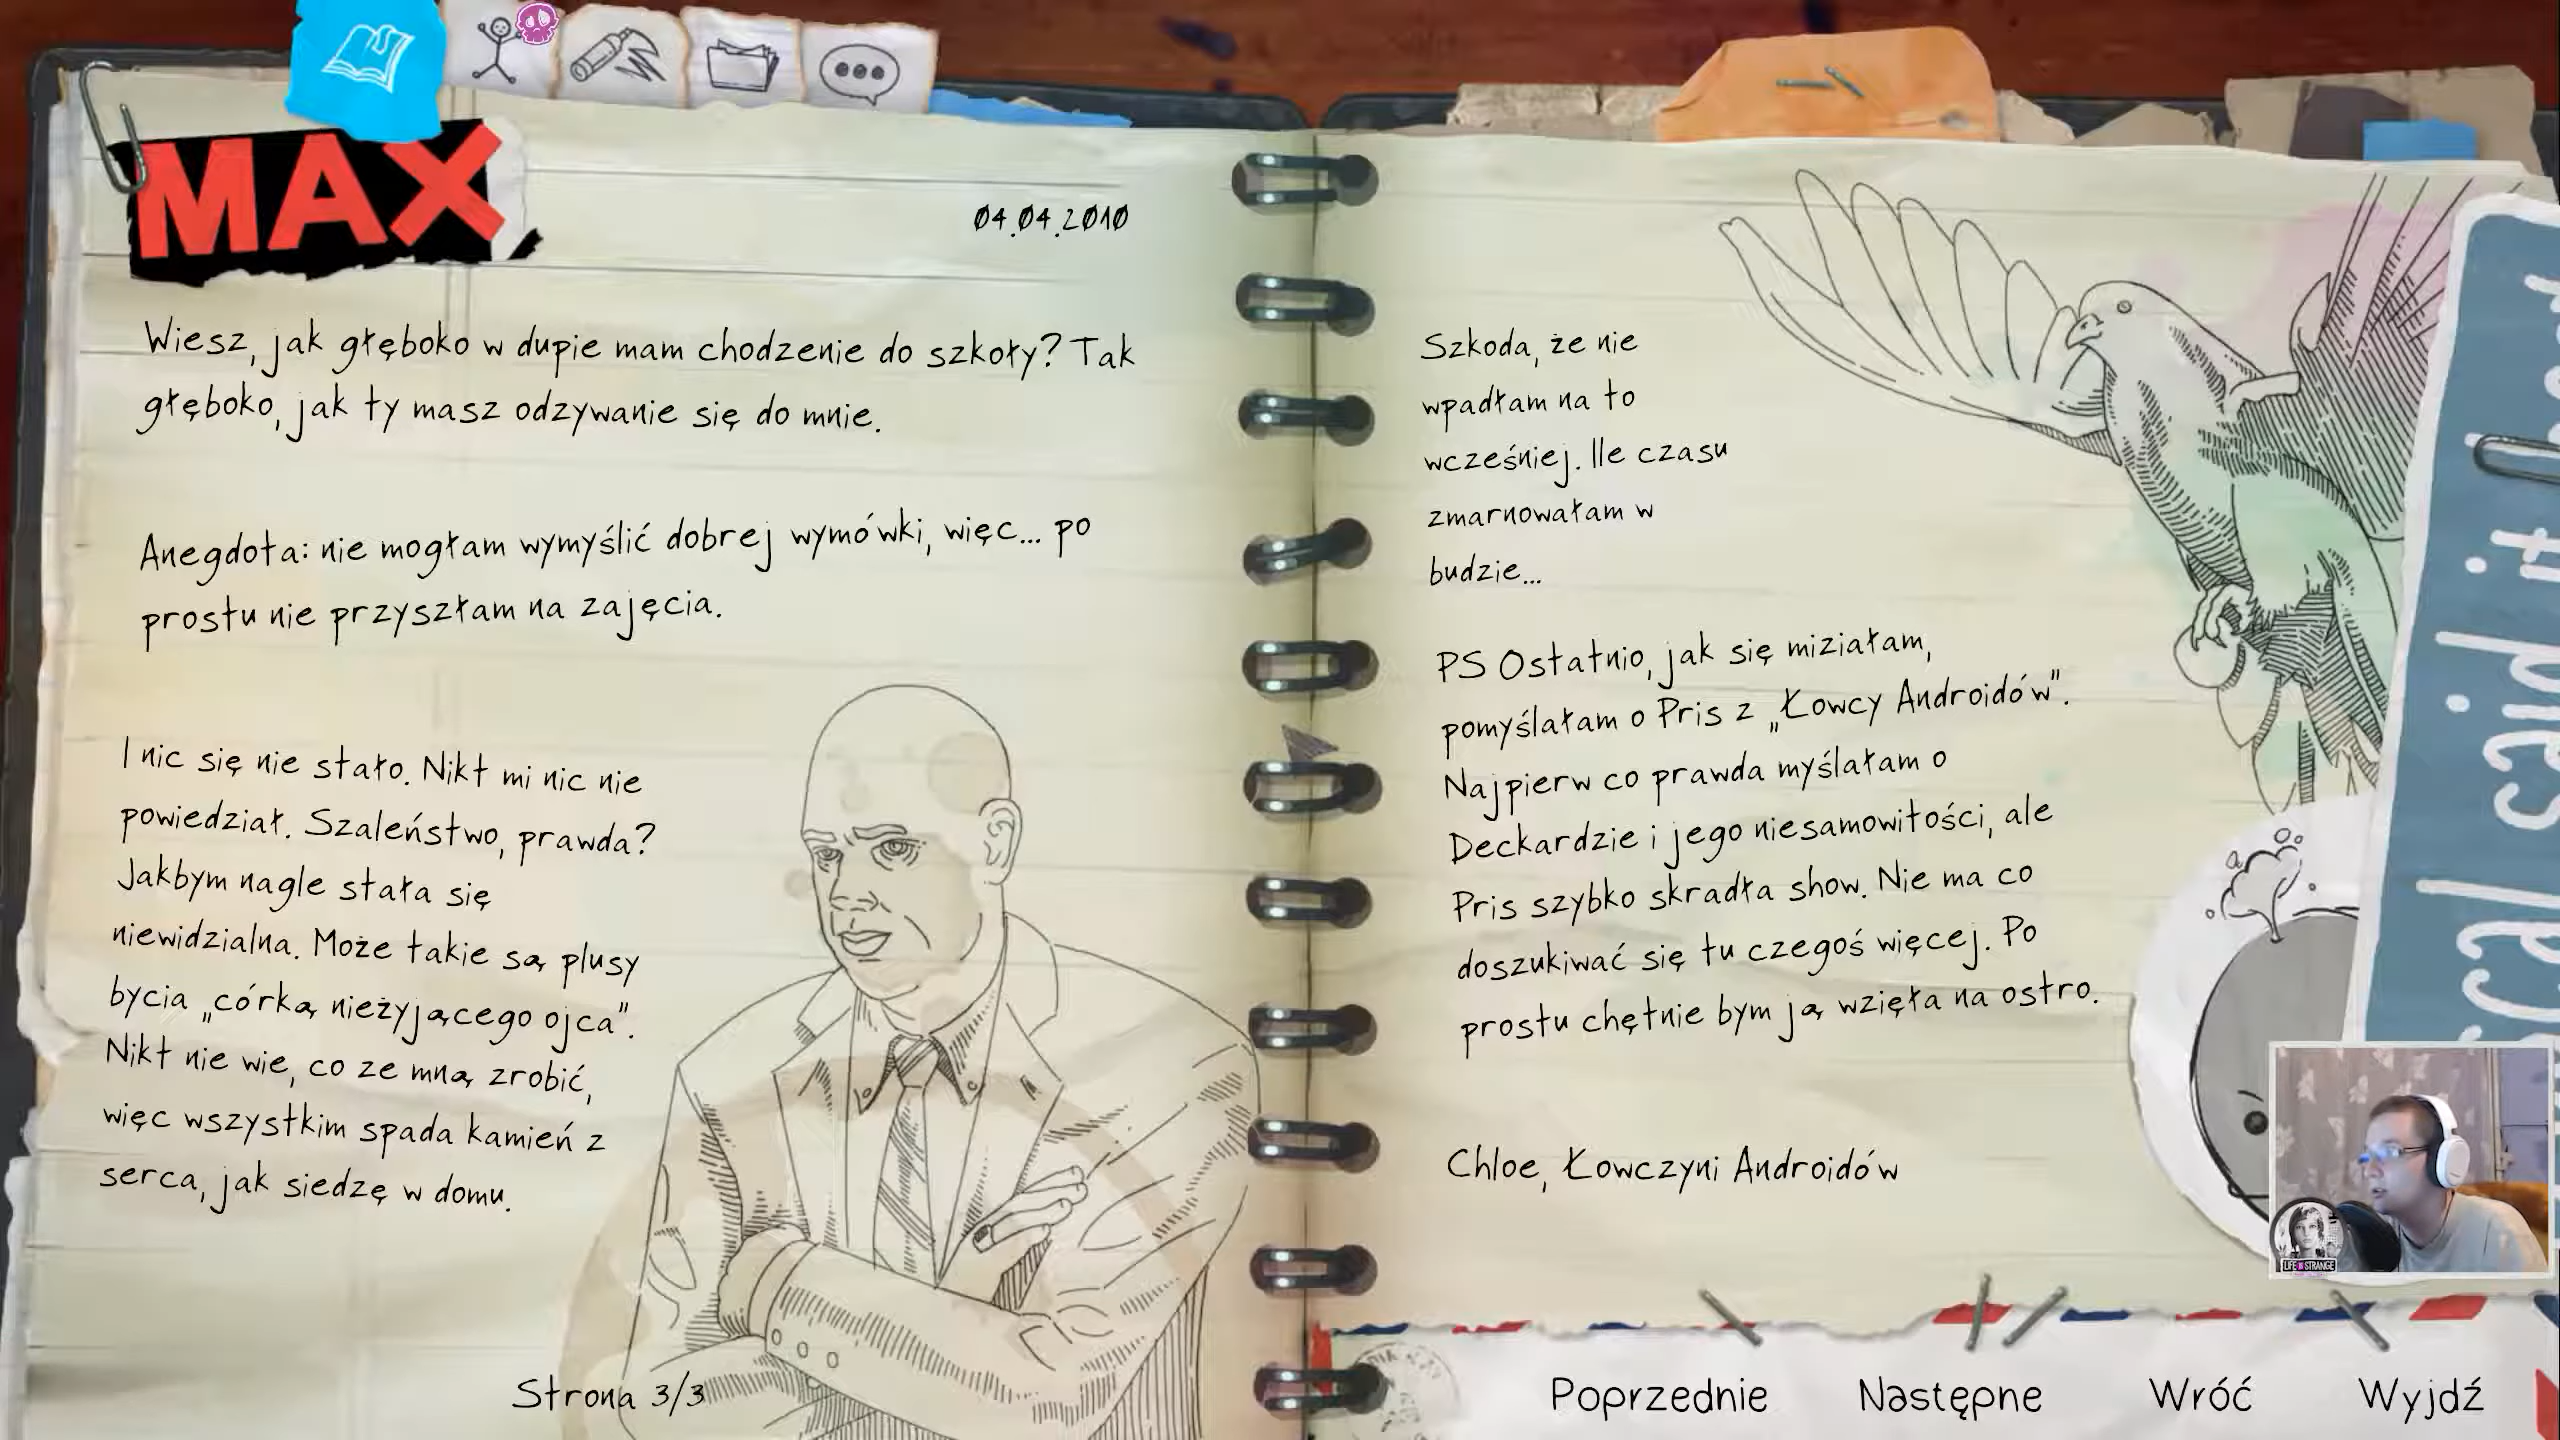 MAX
04.04.2010
Wiesz, jak głęboko w dupie mam chodzenie do szkoły? Tak
głęboko, jak ty masz odzywanie się do mnie.
Anegdota: nie mogłam wymyślić dobrej wymówki, więc... po
prostu nie przyszłam na zajęcia.
I nic się nie stało. Nikt mi nic nie
powiedział. Szaleństwo, prawda?
Jakbym nagle stała się
niewidzialna. Może takie są plusy
bycia „córką nieżyjącego ojca”.
Nikt nie wie, co ze mną zrobić,
więc wszystkim spada kamień z
serca, jak siedzę w domu.
Strona 3/3
Szkoda, że nie
wpadłam na to
wcześniej. Ile czasu
zmarnowałam w
budzie...
PS Ostatnio, jak się miziałam,
pomyślałam o Pris z „Łowcy Androidów”.
Najpierw co prawda myślałam o
Deckardzie i jego niesamowitości, ale
Pris szybko skradła show. Nie ma co
doszukiwać się tu czegoś więcej. Po
prostu chętnie bym ją wzięła na ostro.
Chloe, Łowczyni Androidów
said it
LIFE IS STRANGE
Poprzednie
Następne
Wróć
Wyjdź